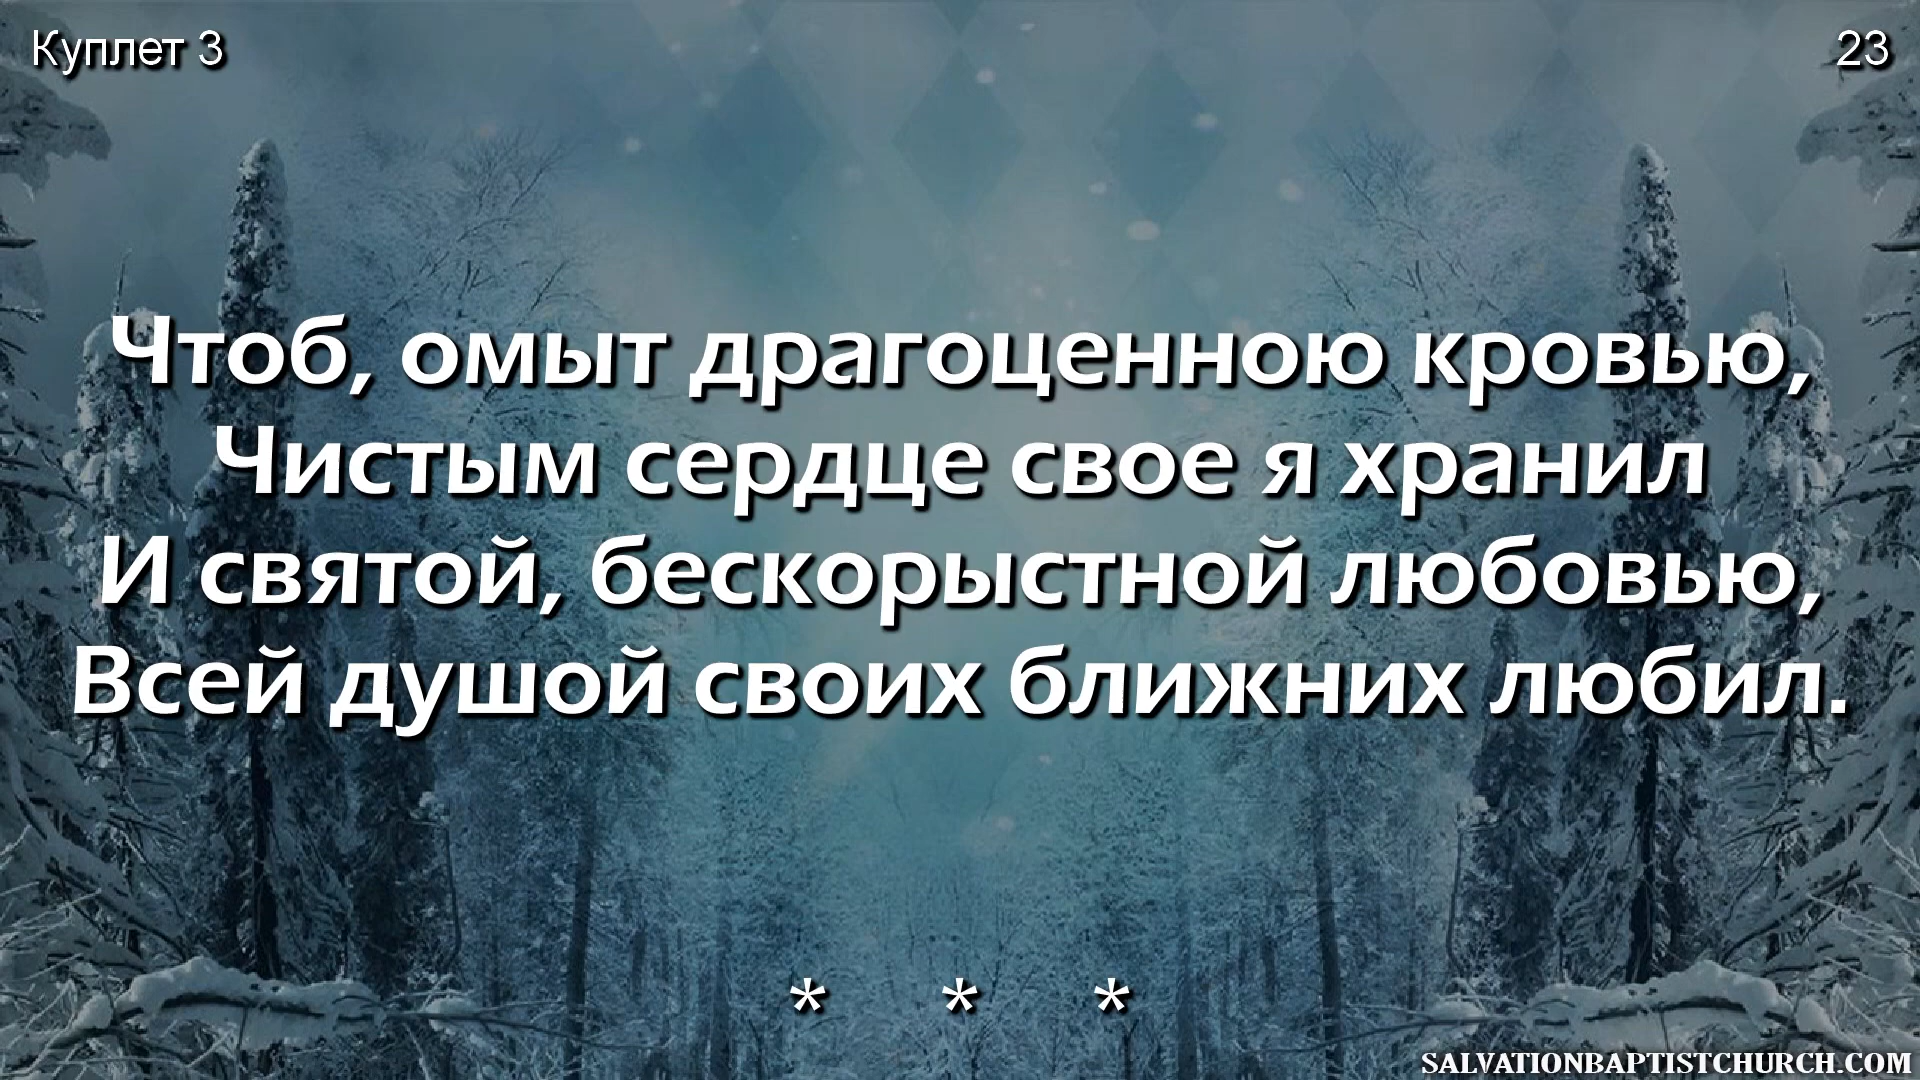 Куплет 3
23
Чтоб, омыт драгоценною кровью,
Чистым сердце свое я хранил
И святой, бескорыстной любовью,
Всей душой своих ближних любил.
* * *
SALVATIONBAPTISTCHURCH.COM